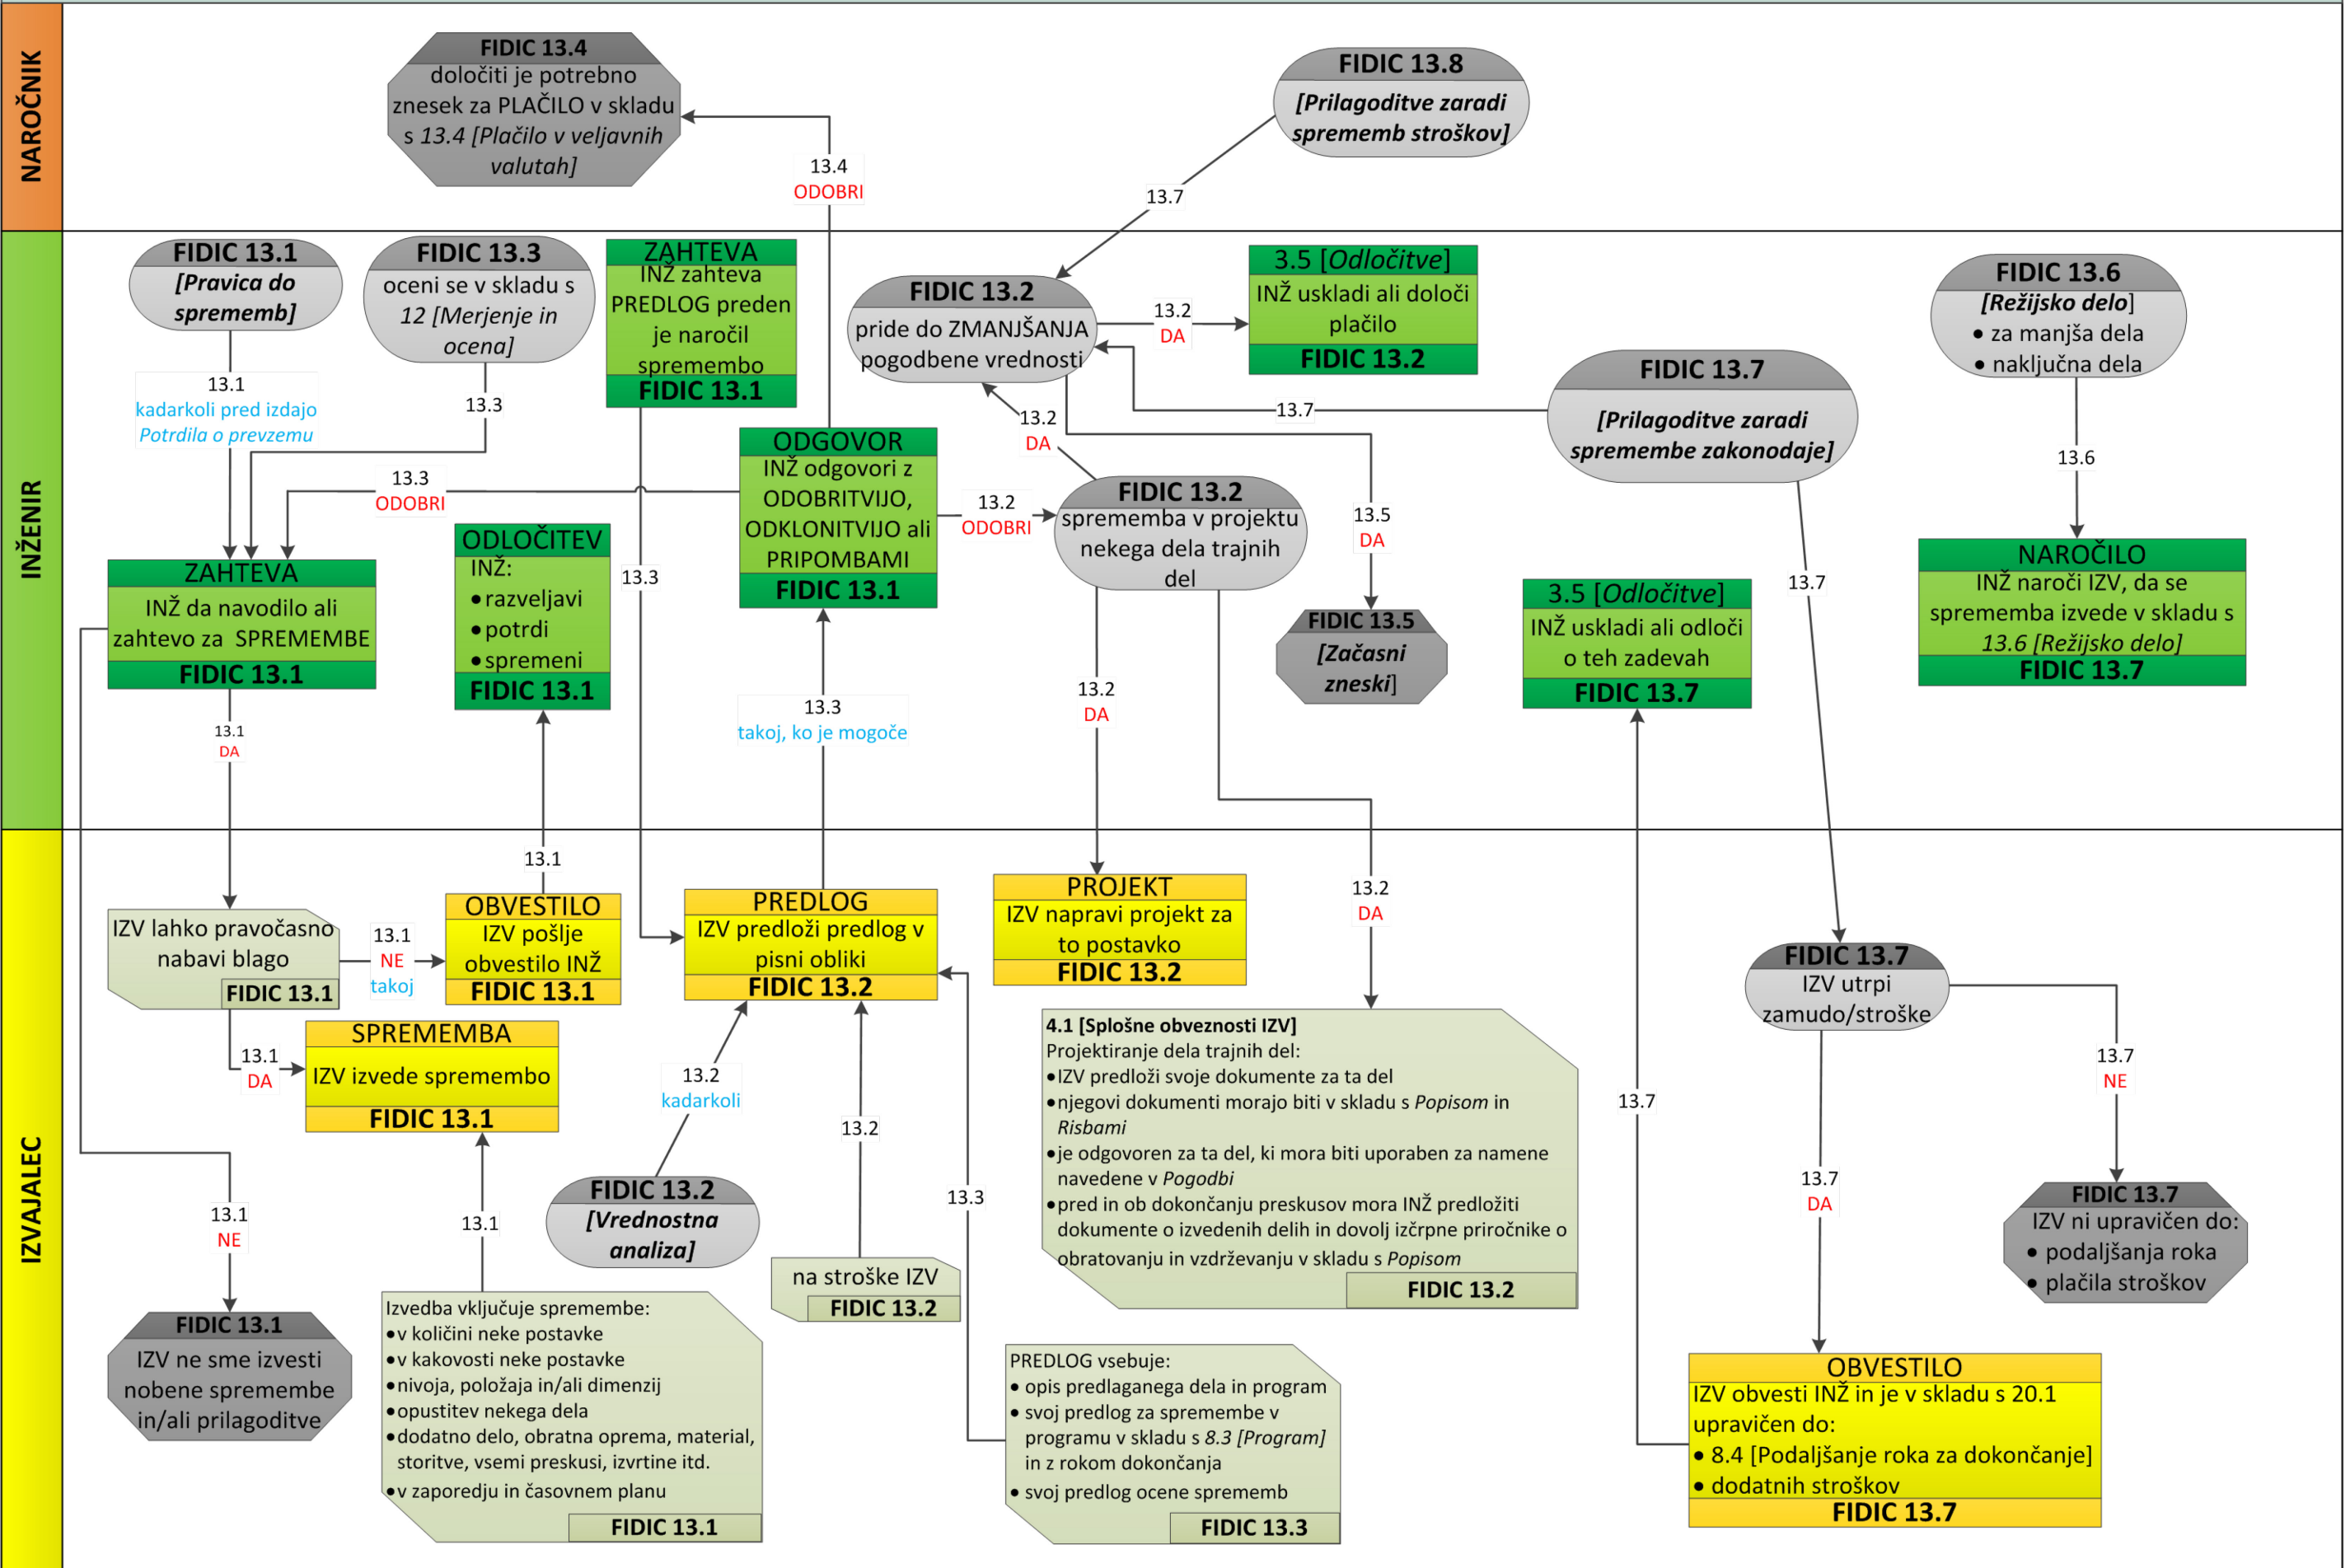 NAROČNIK
FIDIC 13.4
določiti je potrebno
znesek za PLAČILO v skladu
s 13.4 [Plačilo v veljavnih
valutah]
13.4
ODOBRI
FIDIC 13.8
[Prilagoditve zaradi
sprememb stroškov]
13.7
INŽENIR
FIDIC 13.1
[Pravica do
sprememb]
13.1
kadarkoli pred izdajo
Potrdila o prevzemu
FIDIC 13.3
oceni se v skladu s
12 [Merjenje in
ocena]
13.3
ZAHTEVA
INŽ zahteva
PREDLOG preden
je naročil
spremembo
FIDIC 13.1
13.3
ODOBRI
ODGOVOR
INŽ odgovori z
ODOBRITVIJO,
ODKLONITVIJO ali
PRIPOMBAMI
FIDIC 13.1
13.2
ODOBRI
FIDIC 13.2
pride do ZMANJŠANJA
pogodbene vrednosti
13.2
DA
3.5 [Odločitve]
INŽ uskladi ali določi
plačilo
FIDIC 13.2
13.2
DA
13.7
FIDIC 13.2
sprememba v projektu
nekega dela trajnih
del
13.5
DA
FIDIC 13.5
[Začasni
zneski]
FIDIC 13.7
[Prilagoditve zaradi
spremembe zakonodaje]
13.7
FIDIC 13.6
[Režijsko delo]
• za manjša dela
• naključna dela
13.6
NAROČILO
INŽ naroči IZV, da se
sprememba izvede v skladu s
13.6 [Režijsko delo]
FIDIC 13.7
3.5 [Odločitve]
INŽ uskladi ali odloči
o teh zadevah
FIDIC 13.7
ZAHTEVA
INŽ da navodilo ali
zahtevo za SPREMEMBE
FIDIC 13.1
13.1
DA
ODLOČITEV
INŽ:
• razveljavi
• potrdi
• spremeni
FIDIC 13.1
13.3
13.3
takoj, ko je mogoče
13.2
DA
IZVAJALEC
13.1
IZV lahko pravočasno
nabavi blago
FIDIC 13.1
13.1
NE
takoj
OBVESTILO
IZV pošlje
obvestilo INŽ
FIDIC 13.1
13.1
DA
SPREMEMBA
IZV izvede spremembo
FIDIC 13.1
13.1
NE
FIDIC 13.1
IZV ne sme izvesti
nobene spremembe
in/ali prilagoditve
13.1
Izvedba vključuje spremembe:
• v količini neke postavke
• v kakovosti neke postavke
• nivoja, položaja in/ali dimenzij
• opustitev nekega dela
• dodatno delo, obratna oprema, material,
storitve, vsemi preskusi, izvrtine itd.
• v zaporedju in časovnem planu
FIDIC 13.1
PREDLOG
IZV predloži predlog v
pisni obliki
FIDIC 13.2
13.2
kadarkoli
FIDIC 13.2
[Vrednostna
analiza]
13.2
na stroške IZV
FIDIC 13.2
13.3
PREDLOG vsebuje:
• opis predlaganega dela in program
• svoj predlog za spremembe v
programu v skladu s 8.3 [Program]
in z rokom dokončanja
• svoj predlog ocene sprememb
FIDIC 13.3
PROJEKT
IZV napravi projekt za
to postavko
FIDIC 13.2
13.2
DA
4.1 [Splošne obveznosti IZV]
Projektiranje dela trajnih del:
• IZV predloži svoje dokumente za ta del
• njegovi dokumenti morajo biti v skladu s Popisom in
Risbami
• je odgovoren za ta del, ki mora biti uporaben za namene
navedene v Pogodbi
• pred in ob dokončanju preskusov mora INŽ predložiti
dokumente o izvedenih delih in dovolj izčrpne priročnike o
obratovanju in vzdrževanju v skladu s Popisom
FIDIC 13.2
13.7
FIDIC 13.7
IZV utrpi
zamudo/stroške
13.7
NE
13.7
DA
FIDIC 13.7
IZV ni upravičen do:
• podaljšanja roka
• plačila stroškov
OBVESTILO
IZV obvesti INŽ in je v skladu s 20.1
upravičen do:
• 8.4 [Podaljšanje roka za dokončanje]
• dodatnih stroškov
FIDIC 13.7